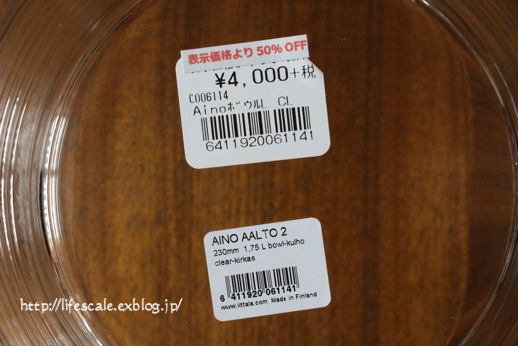 表示価格より50%OFF
¥4,000+税
C006114
Ainoボウル CL
6411920061141
AINO AALTO 2
230mm 1,75 L bowl-kulho
clear-kirkas
6 411920 061141
www.iittala.com made in Finland
http://lifescale.exblog.jp/